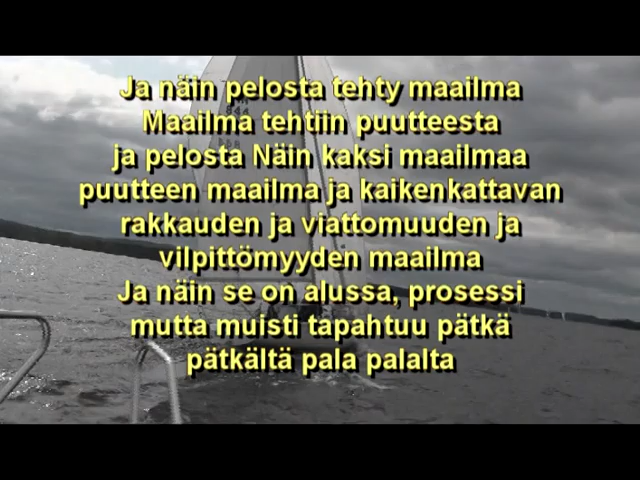 Ja näin pelosta tehty maailma
Maailma tehtiin puutteesta
ja pelosta Näin kaksi maailmaa
puutteen maailma ja kaikenkattavan
rakkauden ja viattomuuden ja
vilpittömyyden maailma
Ja näin se on alussa, prosessi
mutta muisti tapahtuu pätkä
pätkältä pala palalta